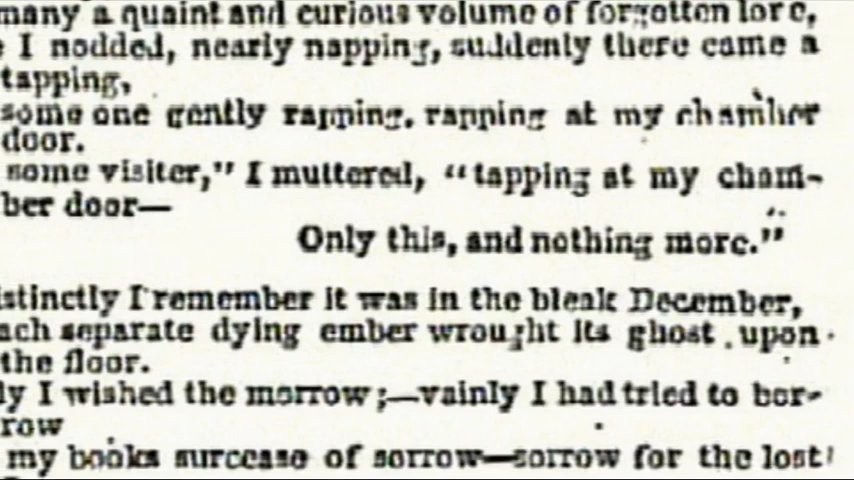 many a quaint and curious volume of forgotten lore,
I nodded, nearly napping, suddenly there came a
tapping,
some one gently rapping, rapping at my chamber
door.
some visiter," I muttered, "tapping at my cham-
ber door—
Only this, and nothing more."
istinctly I remember it was in the bleak December,
ach separate dying ember wrought its ghost upon
the floor.
ly I wished the morrow;—vainly I had tried to bor-
row
my books surcease of sorrow—sorrow for the lost